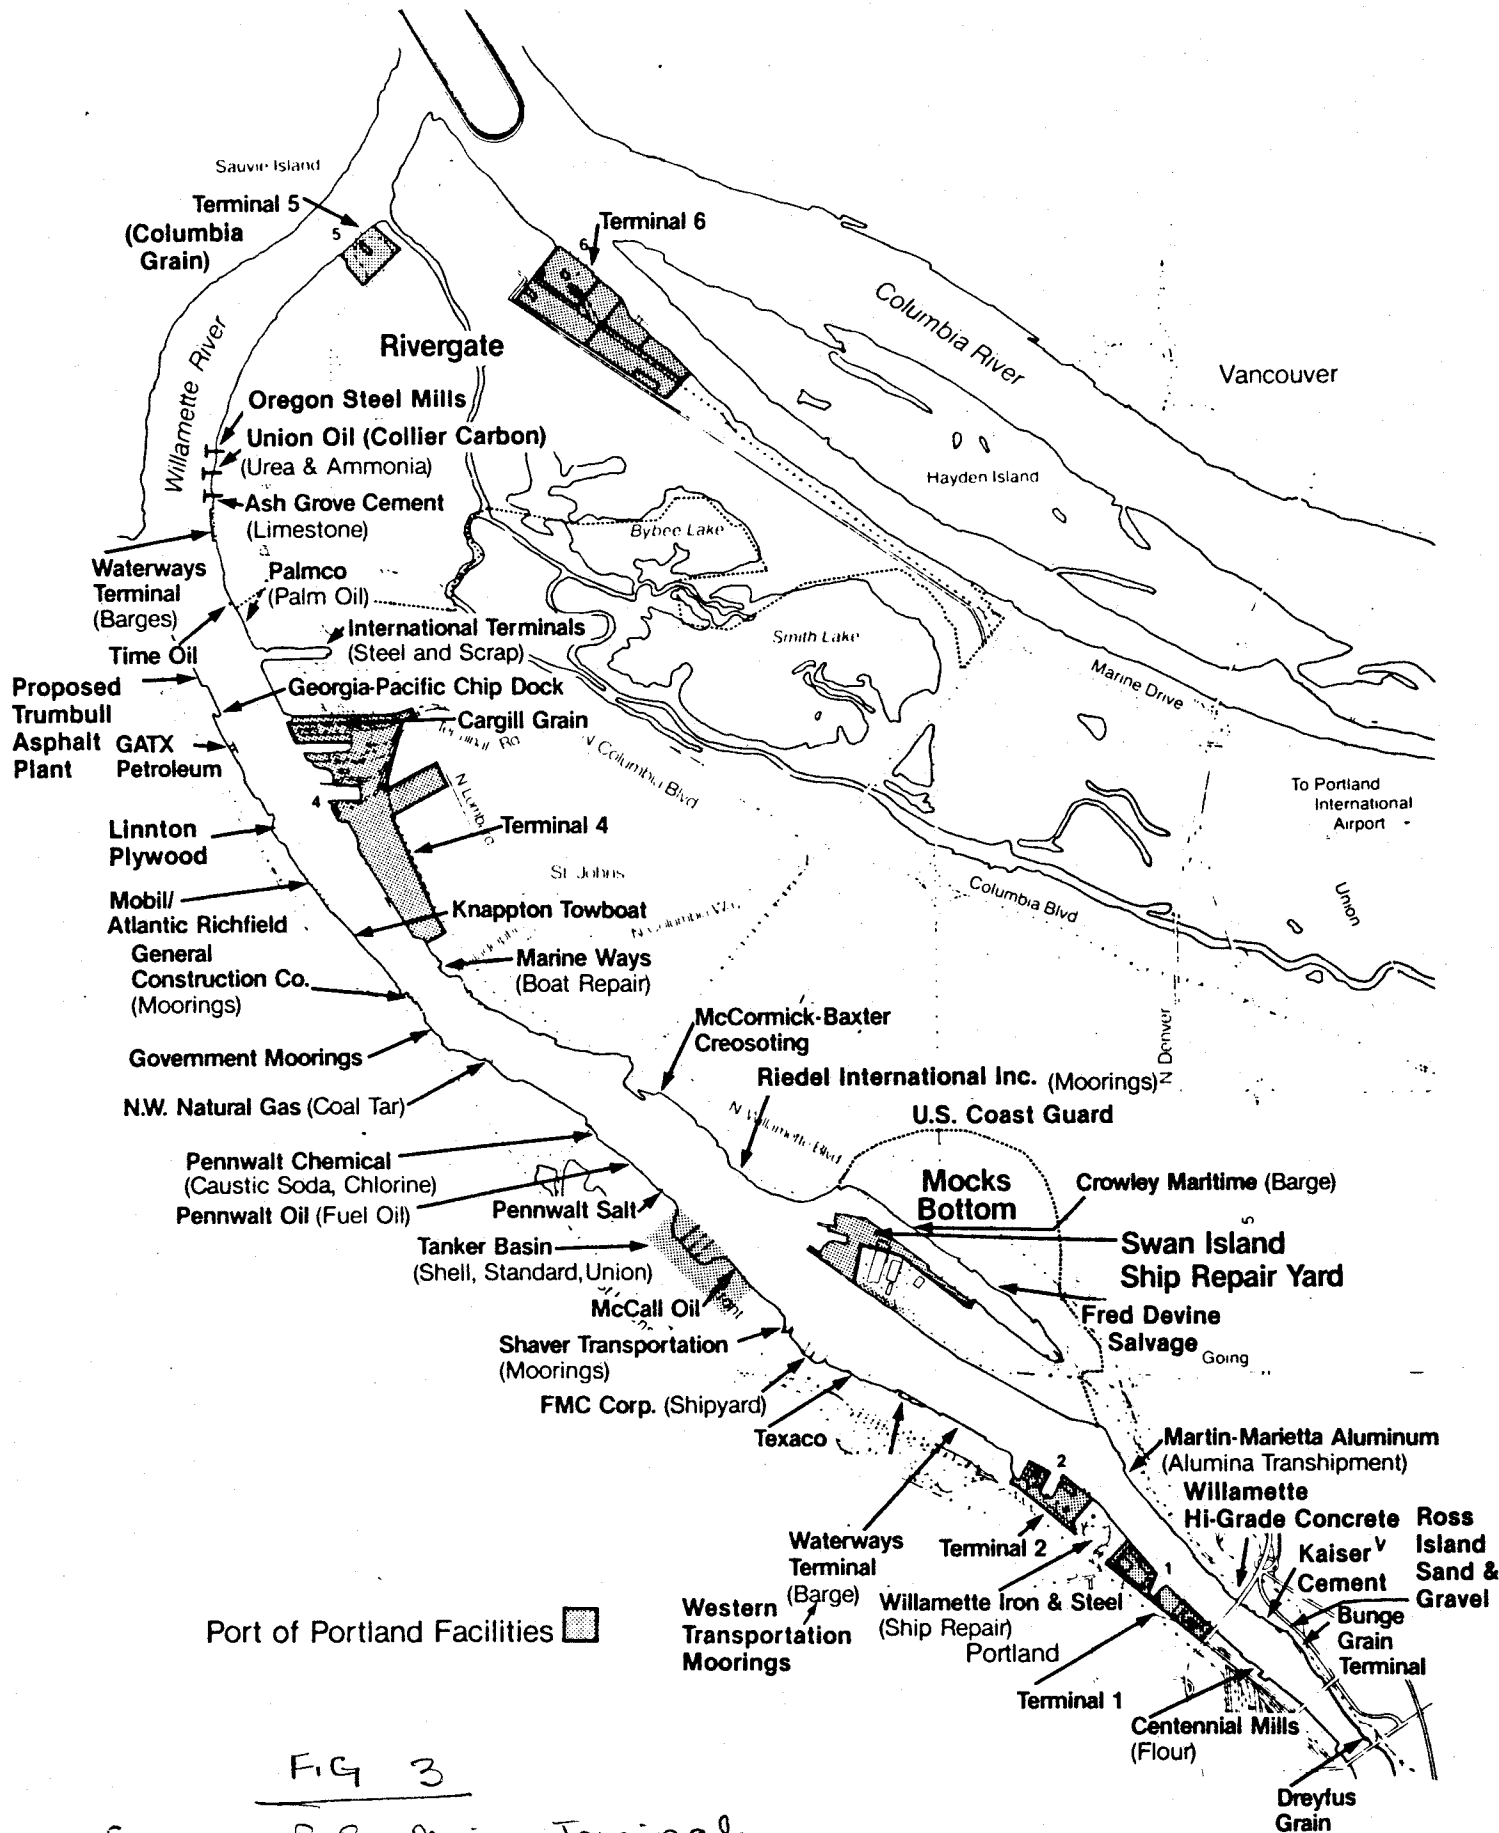 Sauvie Island
Terminal 5
(Columbia
Grain)
5
Terminal 6
6
Willamette River
Rivergate
Columbia River
Vancouver
Oregon Steel Mills
Union Oil (Collier Carbon)
(Urea & Ammonia)
Ash Grove Cement
(Limestone)
Hayden Island
Bybee Lake
Waterways
Terminal
(Barges)
Palmco
(Palm Oil)
Time Oil
International Terminals
(Steel and Scrap)
Smith Lake
Marine Drive
Proposed
Trumbull
Asphalt
Plant
Georgia-Pacific Chip Dock
Cargill Grain
Terminal Rd
N Columbia Blvd
GATX
Petroleum
4
N Lombard
To Portland
International
Airport
Linnton
Plywood
Terminal 4
St. Johns
Columbia Blvd
Union
Mobil/
Atlantic Richfield
Knappton Towboat
N Columbia Way
General
Construction Co.
(Moorings)
Marine Ways
(Boat Repair)
McCormick-Baxter
Creosoting
N Denver
Government Moorings
Riedel International Inc. (Moorings)
N.W. Natural Gas (Coal Tar)
N Willamette Blvd
U.S. Coast Guard
Pennwalt Chemical
(Caustic Soda, Chlorine)
Mocks
Bottom
Crowley Maritime (Barge)
Pennwalt Oil (Fuel Oil)
Pennwalt Salt
Tanker Basin
(Shell, Standard, Union)
Swan Island
Ship Repair Yard
McCall Oil
Fred Devine
Salvage
Going
Shaver Transportation
(Moorings)
FMC Corp. (Shipyard)
Texaco
Martin-Marietta Aluminum
(Alumina Transhipment)
2
Willamette
Hi-Grade Concrete
Ross
Island
Sand &
Gravel
Waterways
Terminal
(Barge)
Terminal 2
Kaiser
Cement
1
Western
Transportation
Moorings
Willamette Iron & Steel
(Ship Repair)
Portland
Bunge
Grain
Terminal
Port of Portland Facilities
Terminal 1
Centennial Mills
(Flour)
Dreyfus
Grain
FIG 3